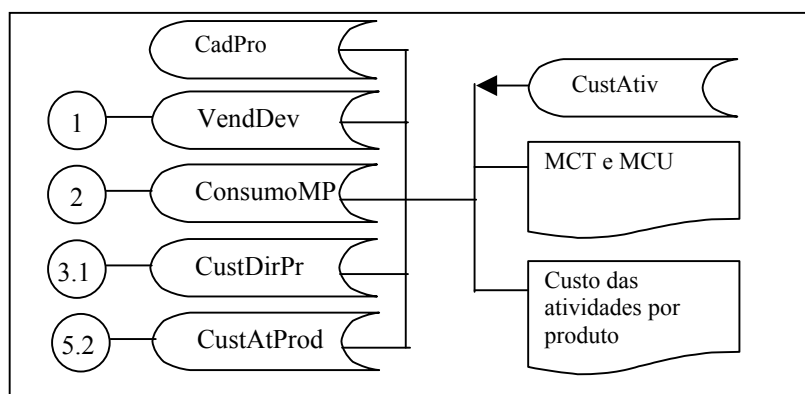 CadPro
1
VendDev
2
ConsumoMP
3.1
CustDirPr
5.2
CustAtProd
CustAtiv
MCT e MCU
Custo das
atividades por
produto